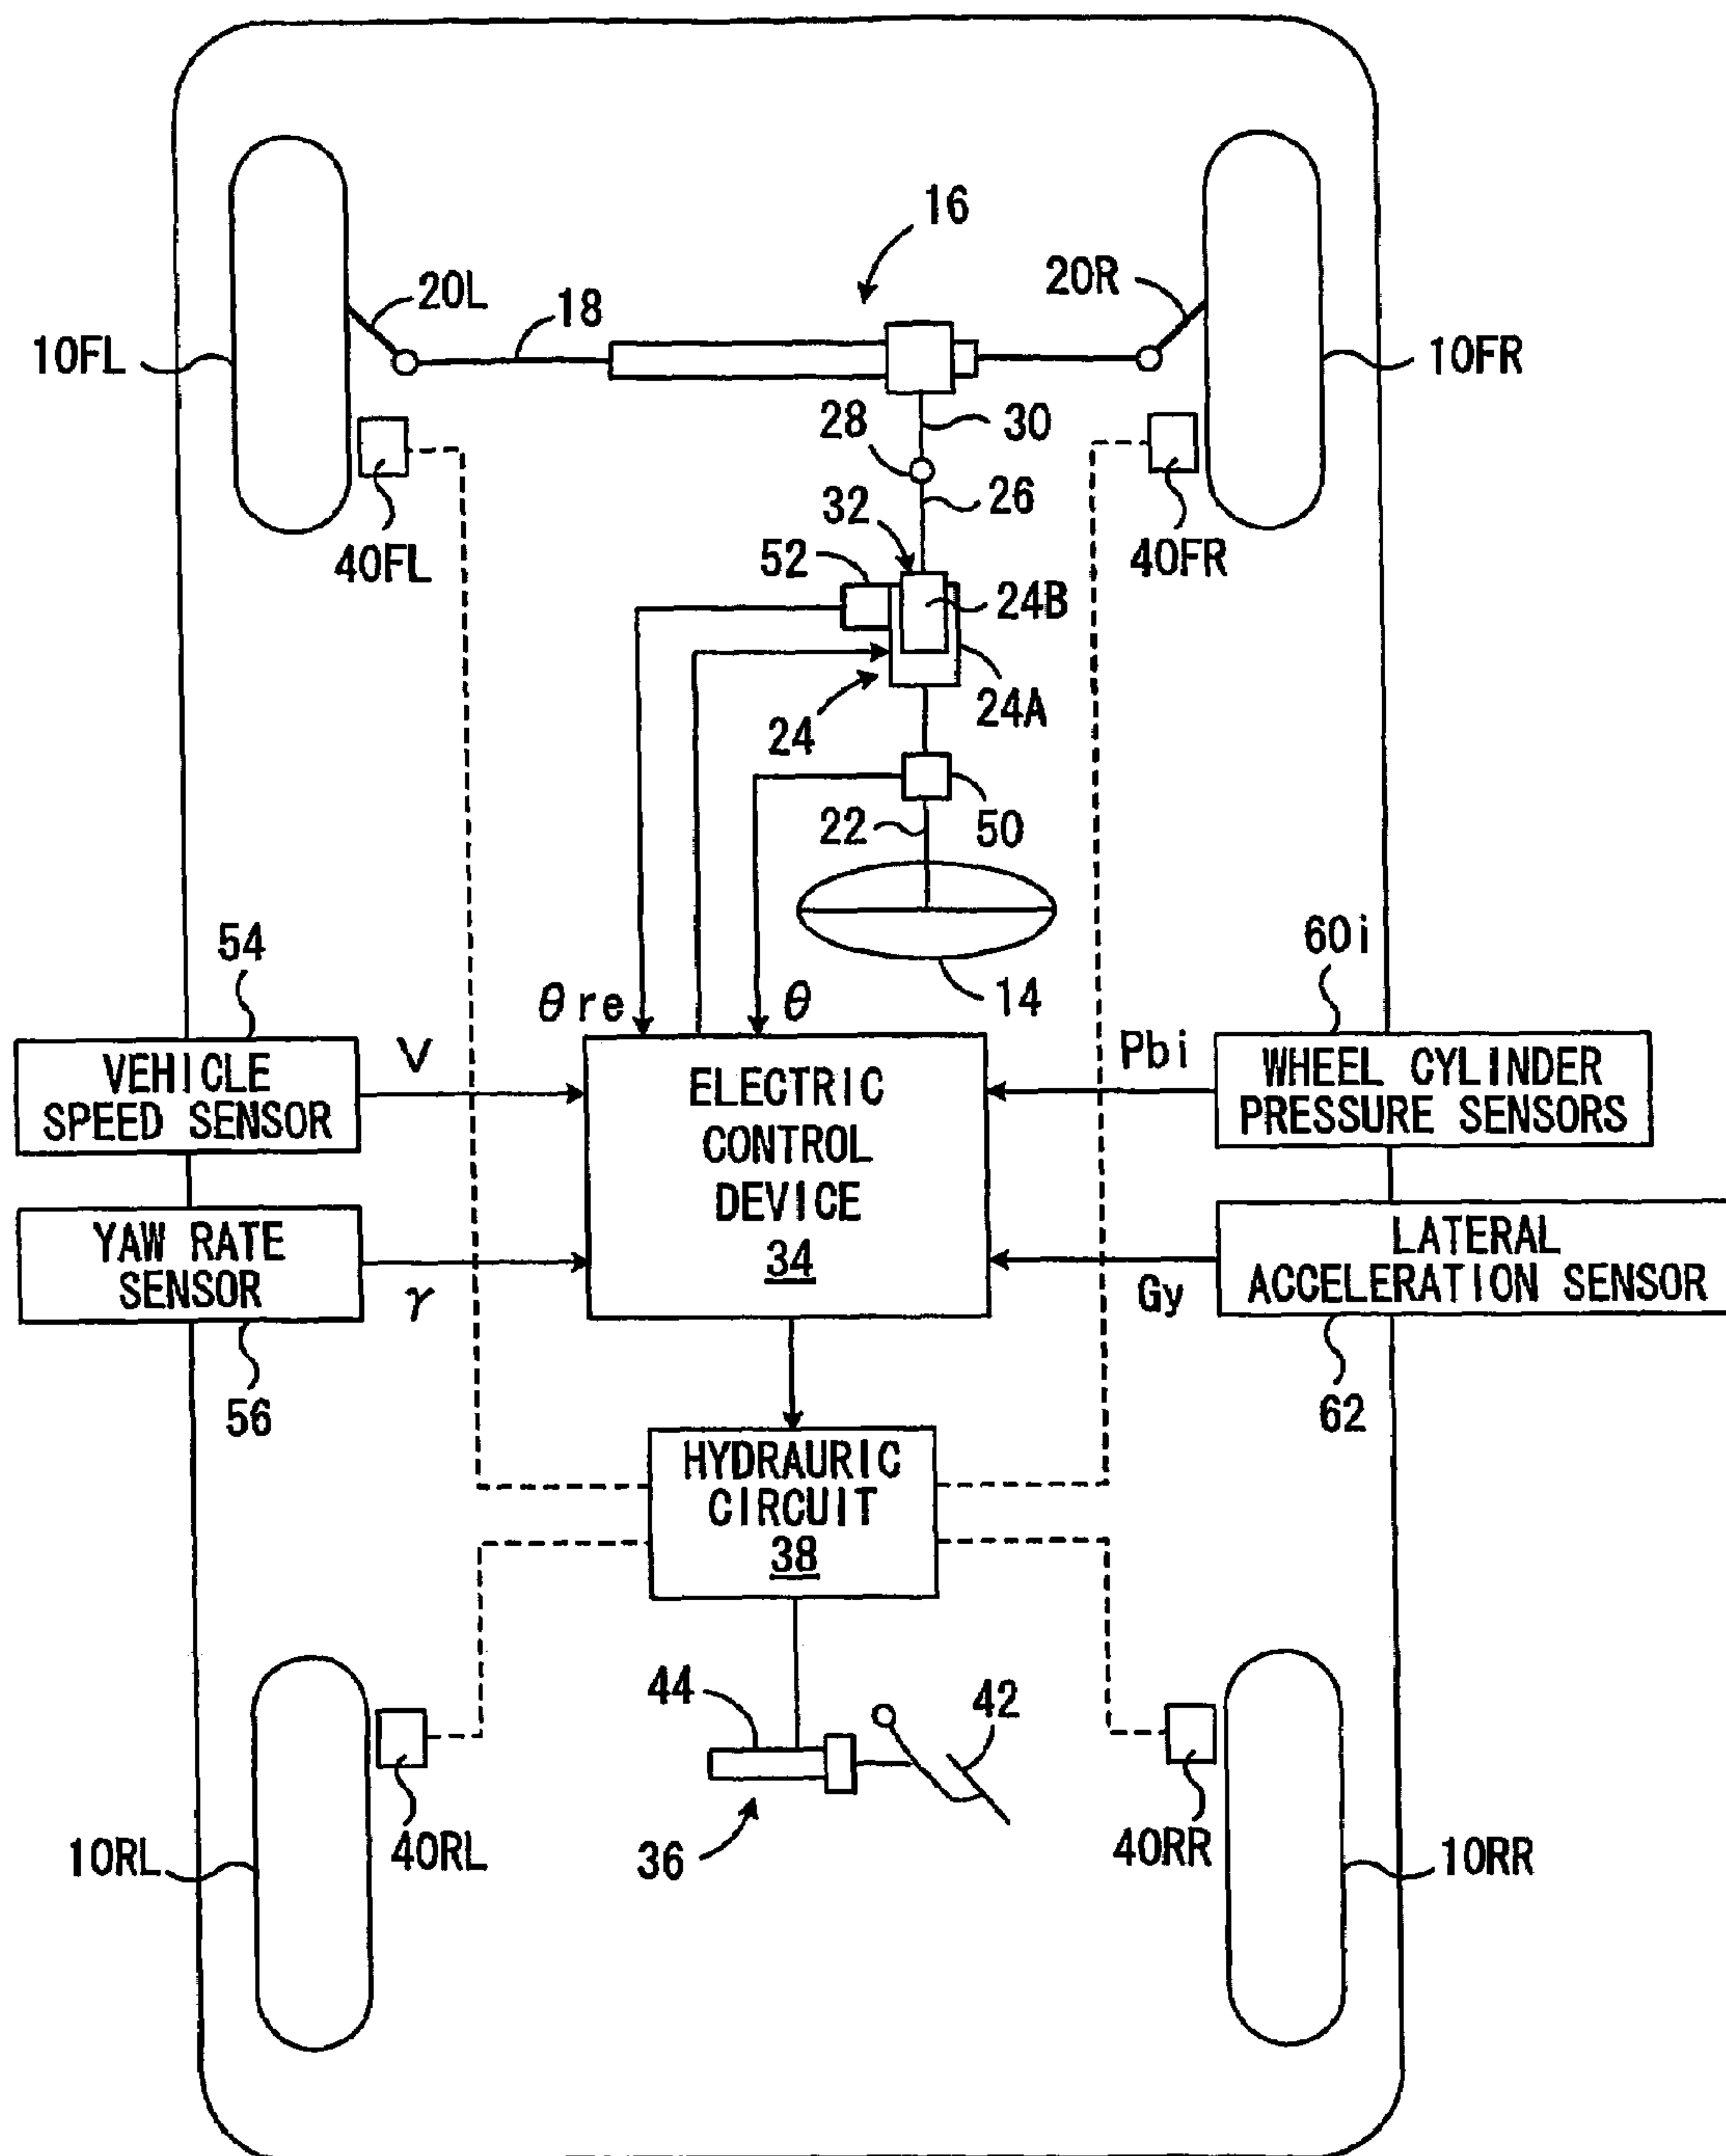 16
20L
18
20R
10FL
10FR
28
30
26
32
40FL
52
40FR
24B
24A
24
22
50
60i
54
14
θre
θ
VEHICLE
SPEED SENSOR
V
ELECTRIC
CONTROL
DEVICE
34
Pbi
WHEEL CYLINDER
PRESSURE SENSORS
YAW RATE
SENSOR
γ
Gy
LATERAL
ACCELERATION SENSOR
56
62
HYDRAURIC
CIRCUIT
38
44
42
10RL
40RL
36
40RR
10RR